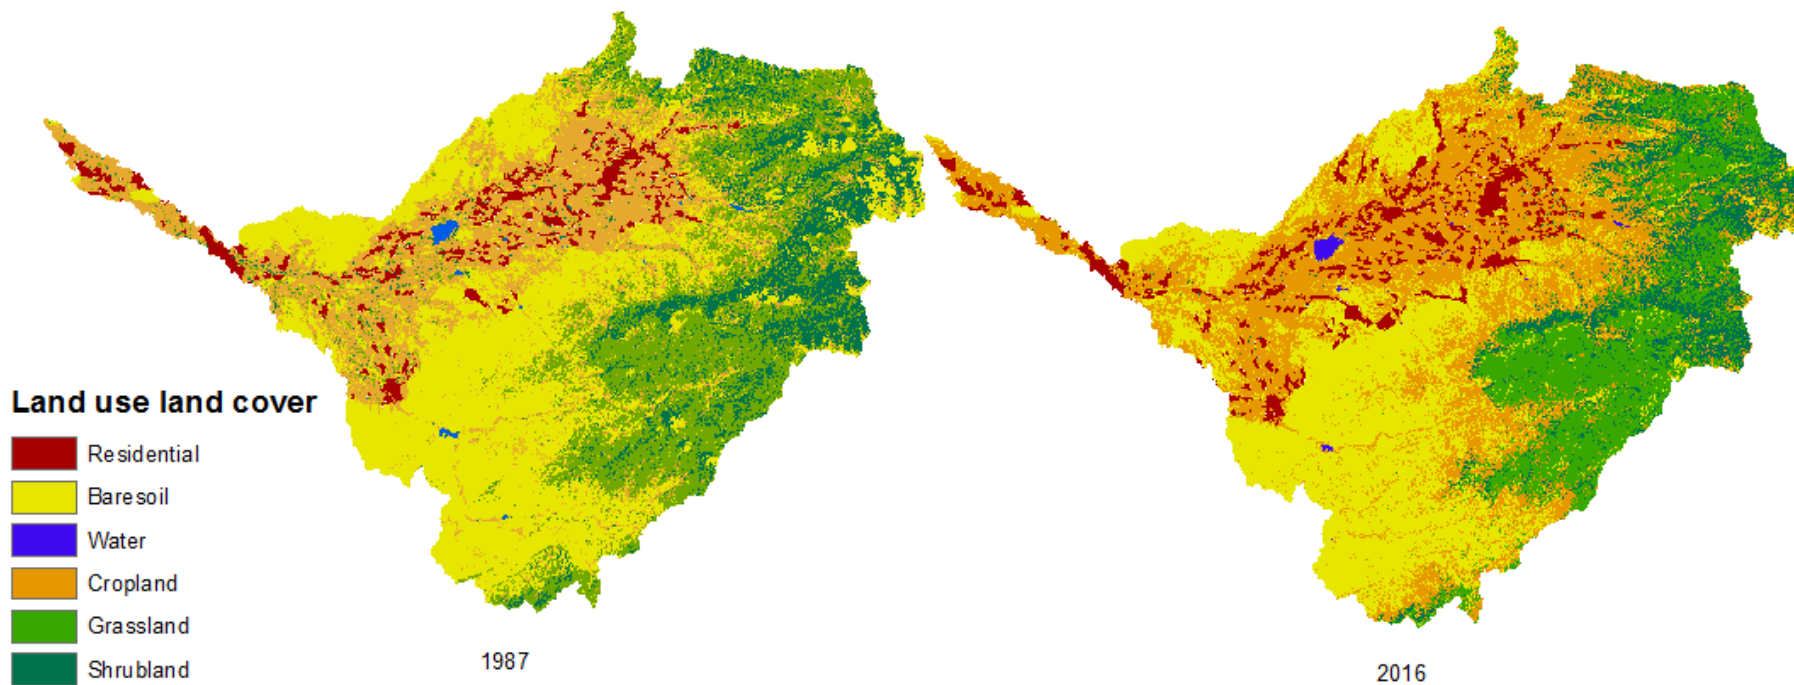 Land use land cover
Residential
Baresoil
Water
Cropland
Grassland
Shrubland
1987
2016